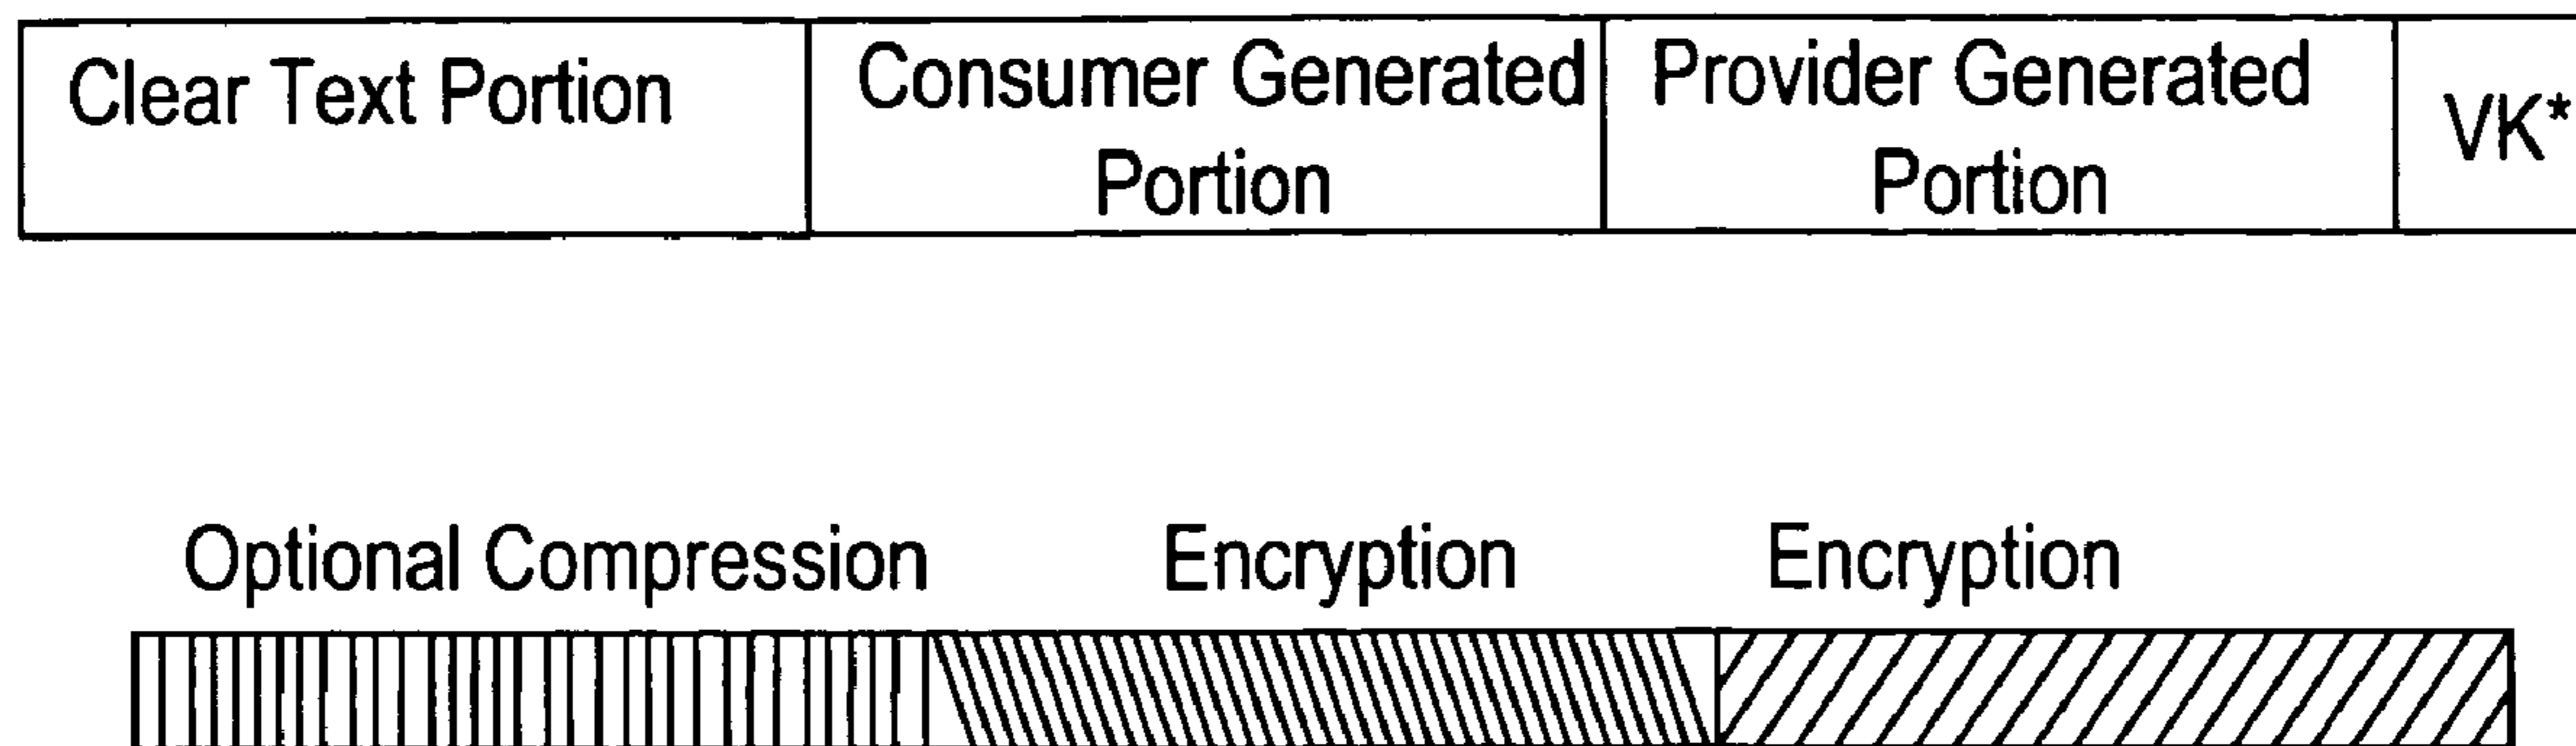 Clear Text Portion
Consumer Generated
Portion
Provider Generated
Portion
VK*
Optional Compression
Encryption
Encryption